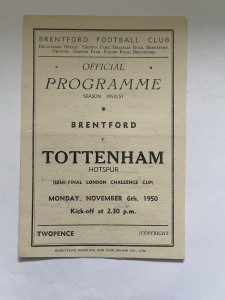 BRENTFORD FOOTBALL CLUB
OFFICIAL
PROGRAMME
SEASON 1950/51
BRENTFORD
v
TOTTENHAM
HOTSPUR
(SEMI-FINAL LONDON CHALLENGE CUP)
MONDAY, NOVEMBER 6th, 1950
Kick-off at 2.30 p.m.
TWOPENCE
[COPYRIGHT